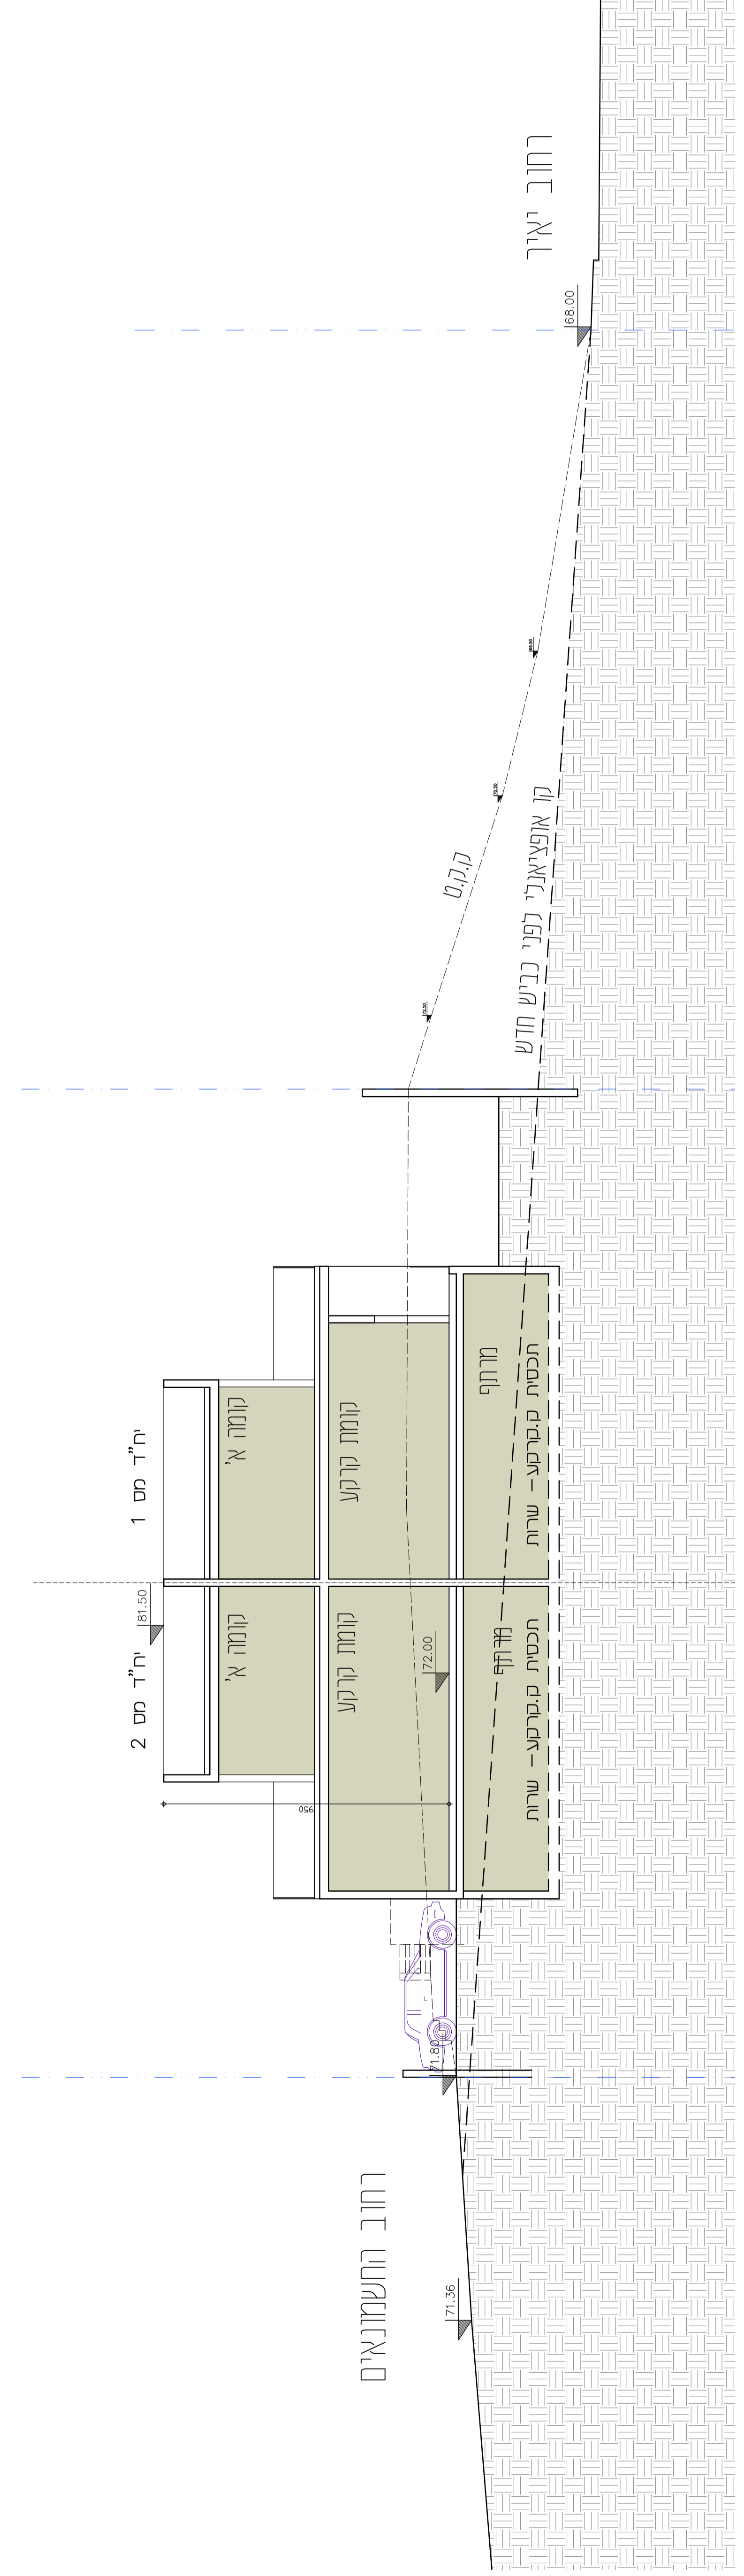 רחוב יאיר
68.00
ק.ק.ט
קו אופציאנלי לפני כביש חדש
יח"ד מס 1
יח"ד מס 2
81.50
קומה א'
קומה א'
קומת קרקע
קומת קרקע
72.00
950
מרתף
מרתף
תכסית ק.קרקע – שרות
תכסית ק.קרקע – שרות
71.80
רחוב החשמונאים
71.36